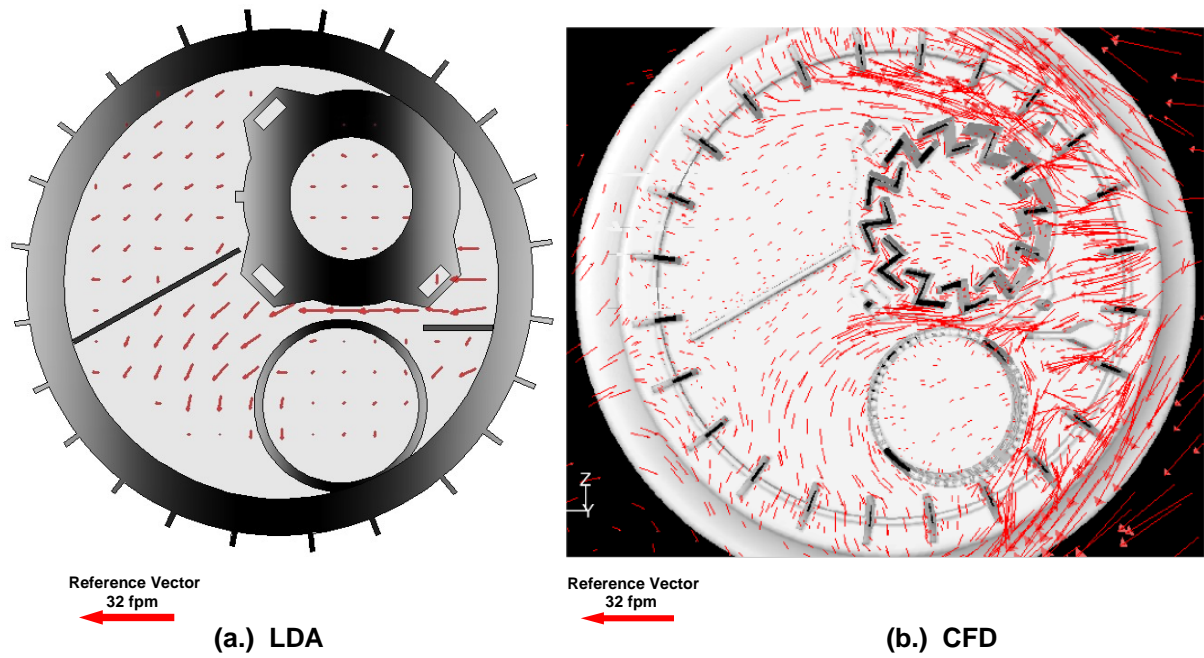 Z
Y
Reference Vector
32 fpm
(a.) LDA
Reference Vector
32 fpm
(b.) CFD